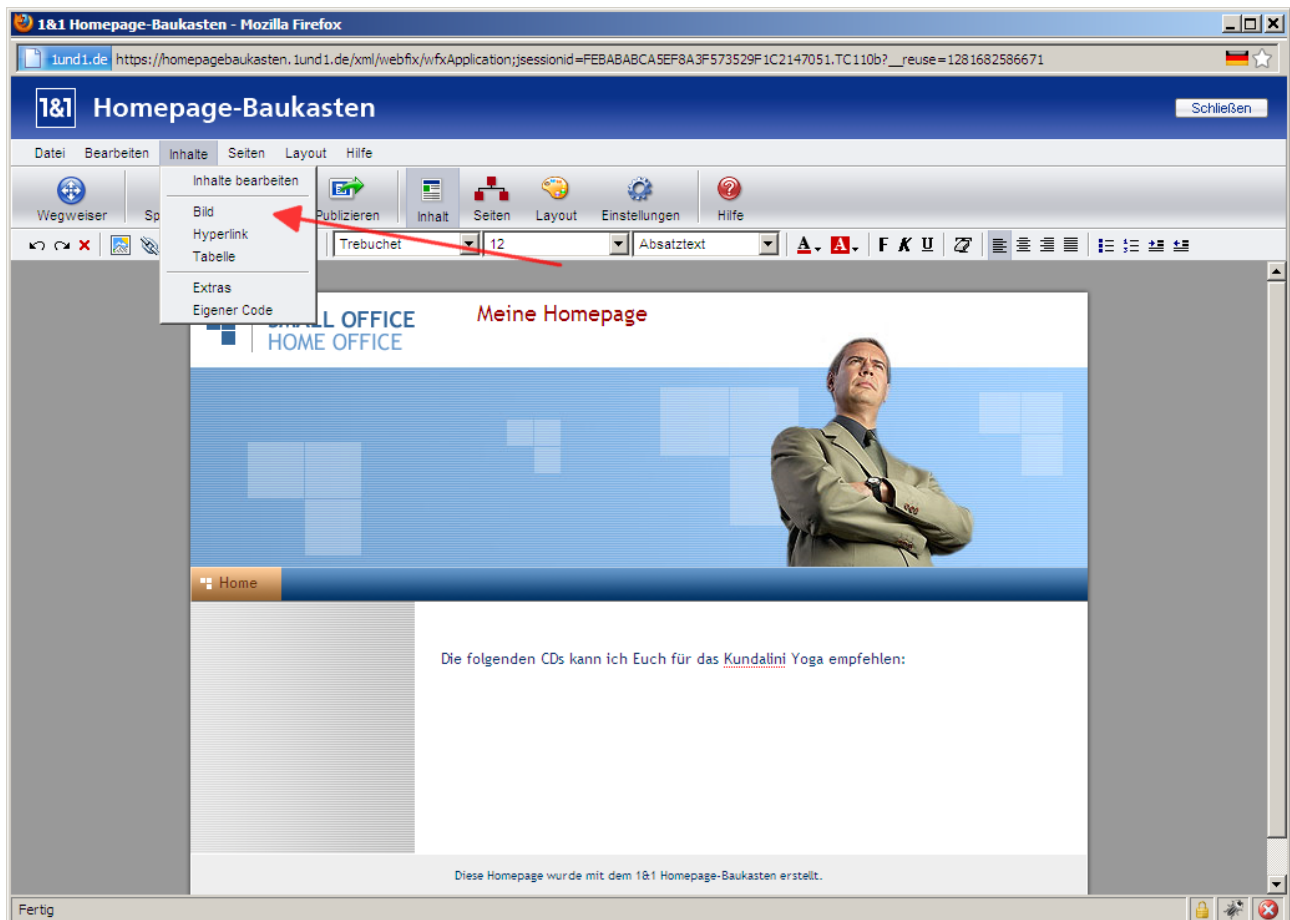 1&1 Homepage-Baukasten - Mozilla Firefox
1und1.de https://homepagebaukasten.1und1.de/xml/webfix/wfxApplication;jsessionid=FEBABABCA5EF8A3F573529F1C2147051.TC110b?__reuse=1281682586671
1&1 Homepage-Baukasten
Schließen
Datei Bearbeiten Inhalte Seiten Layout Hilfe
Inhalte bearbeiten
Wegweiser Sp Publizieren Inhalt Seiten Layout Einstellungen Hilfe
Bild
Hyperlink
Tabelle
Extras
Eigener Code
Trebuchet 12 Absatztext A A F K U
SMALL OFFICE
HOME OFFICE
Meine Homepage
Home
Die folgenden CDs kann ich Euch für das Kundalini Yoga empfehlen:
Diese Homepage wurde mit dem 1&1 Homepage-Baukasten erstellt.
Fertig